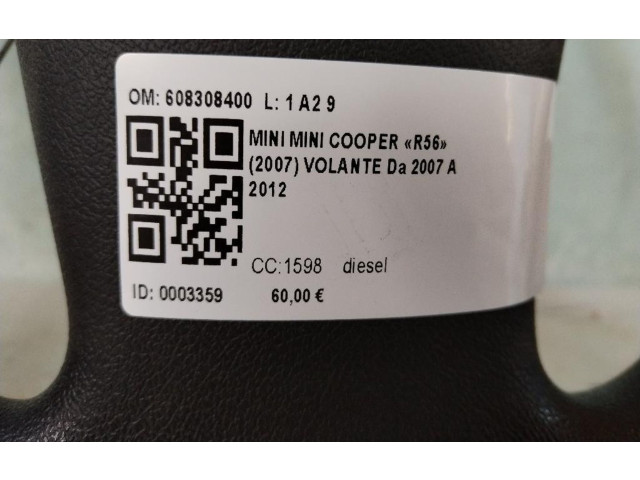 OM: 608308400 L: 1 A2 9
MINI MINI COOPER «R56»
(2007) VOLANTE Da 2007 A
2012
CC:1598 diesel
ID: 0003359 60,00 €